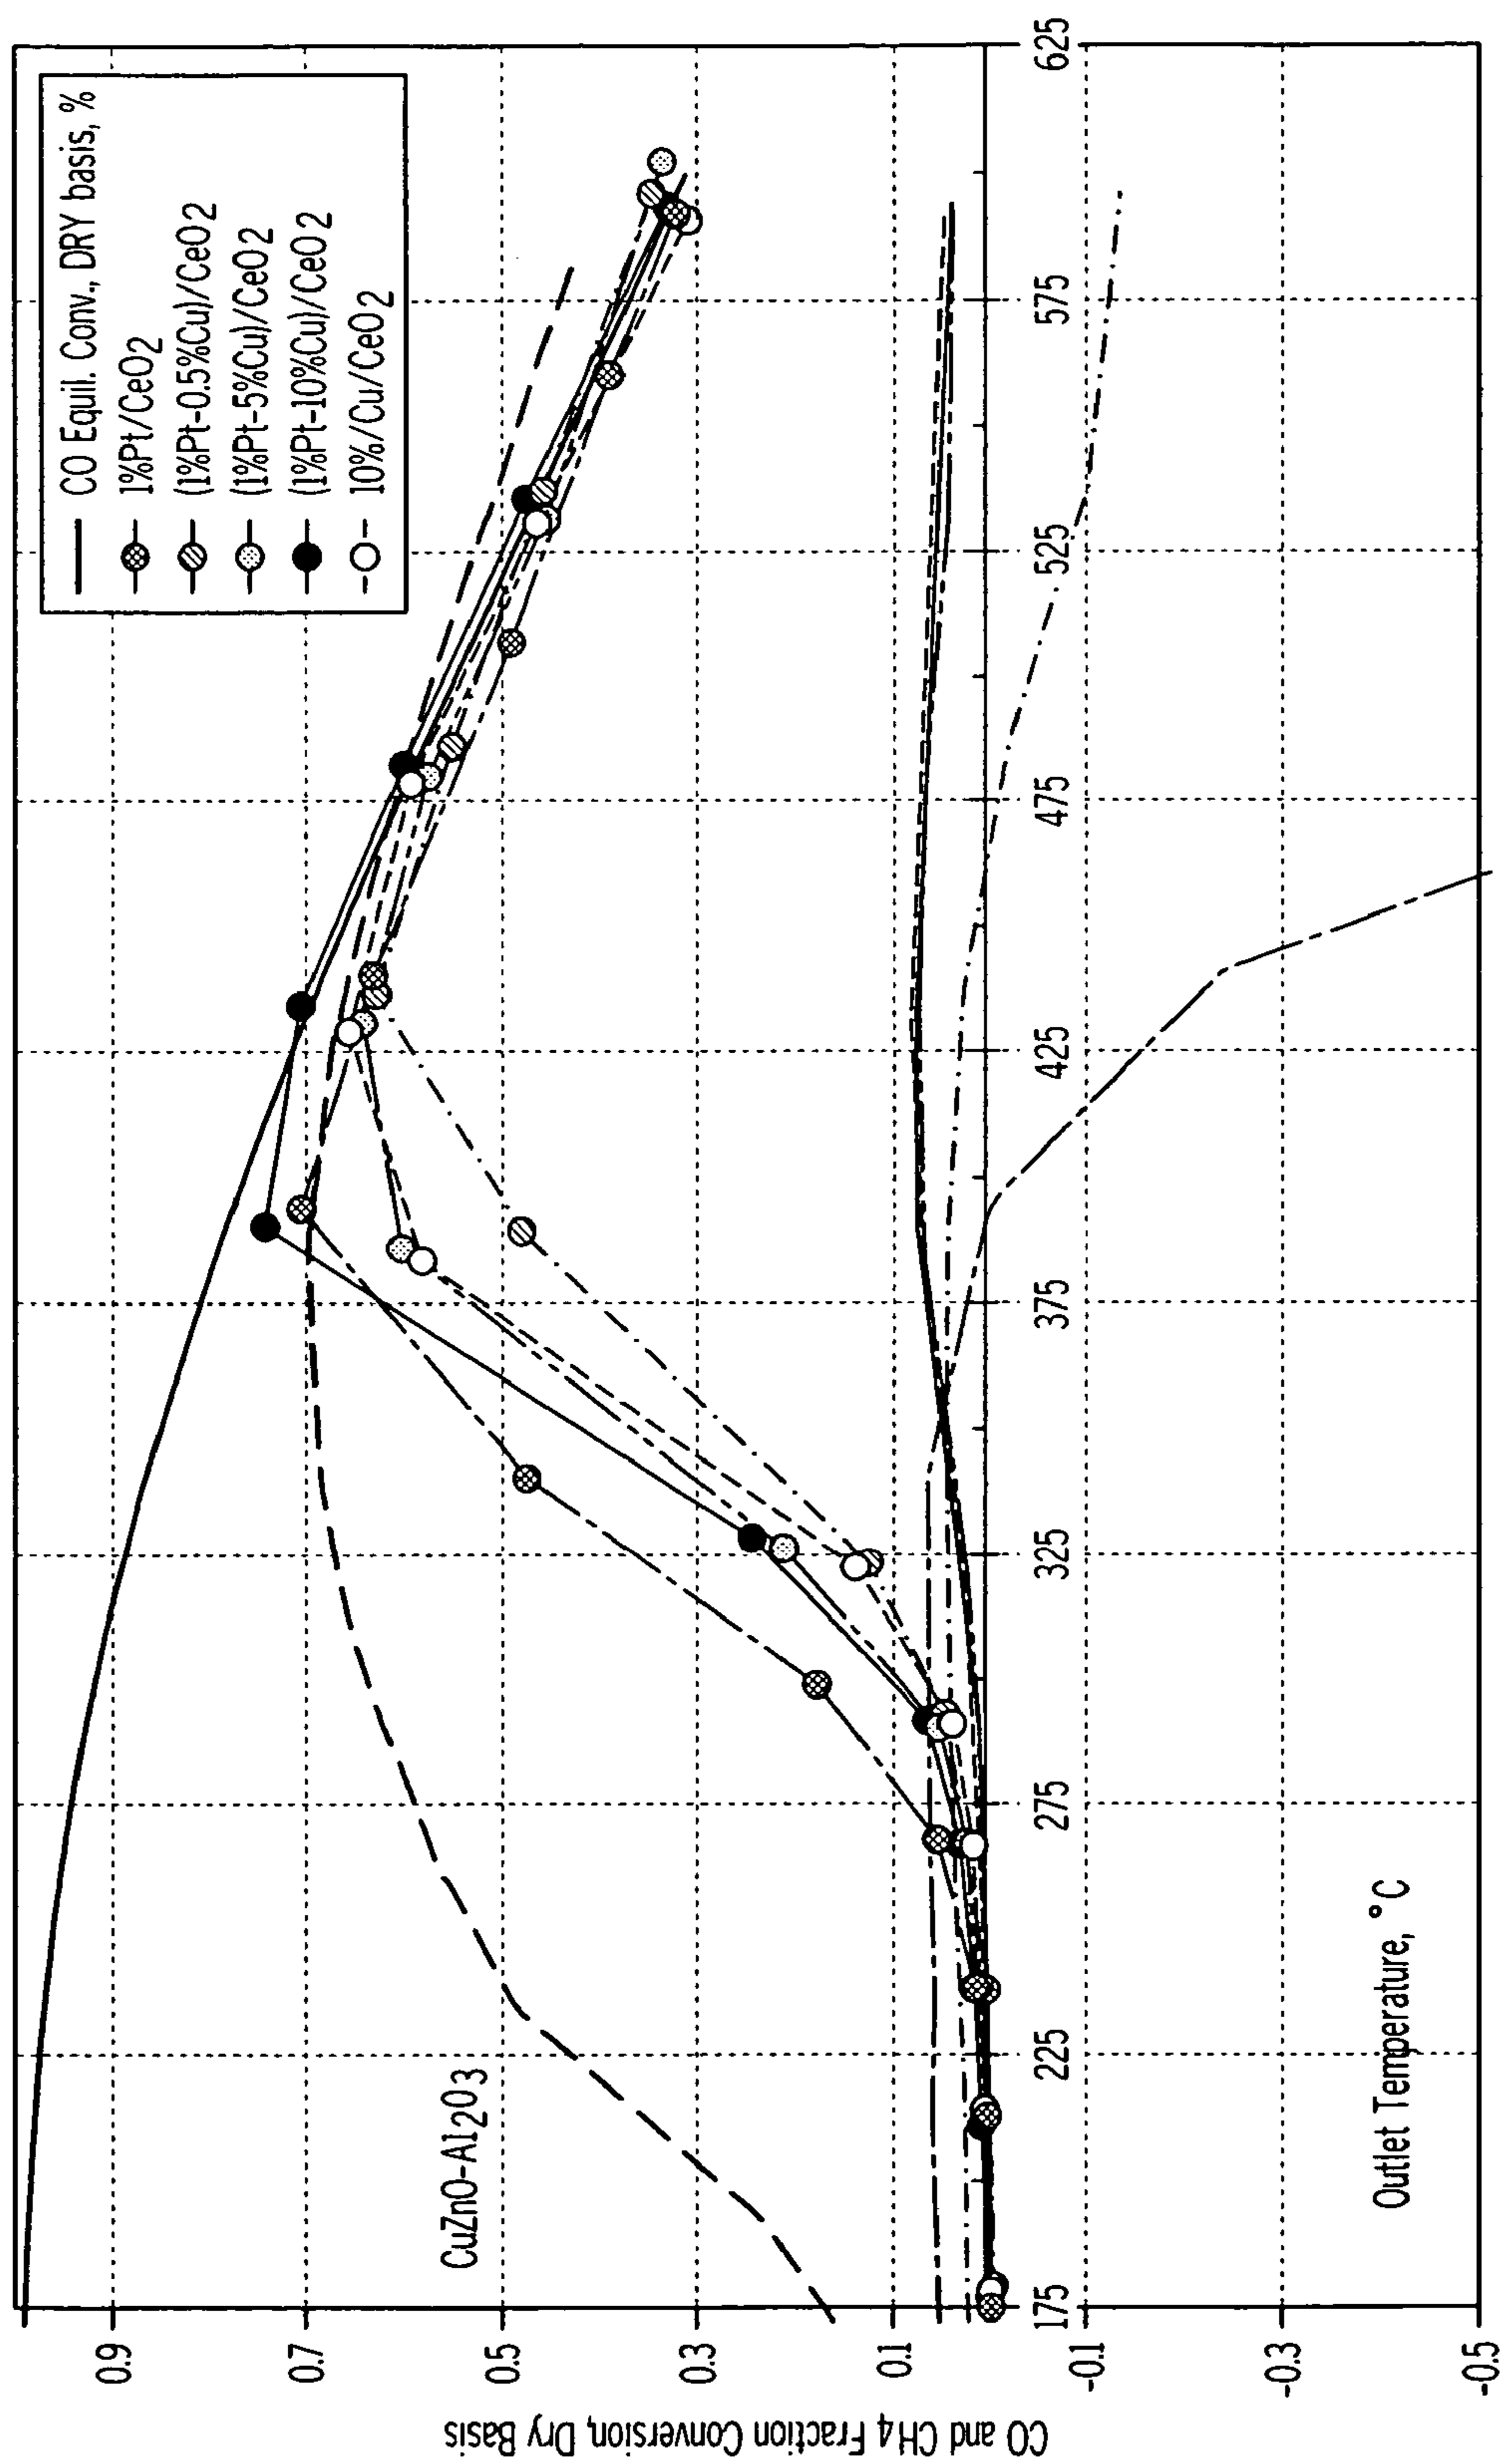 CO and CH4 Fraction Conversion, Dry Basis
0.9
0.7
0.5
0.3
0.1
-0.1
-0.3
-0.5
CuZnO-Al2O3
CO Equil. Conv., DRY basis, %
1%Pt/CeO2
(1%Pt-0.5%Cu)/CeO2
(1%Pt-5%Cu)/CeO2
(1%Pt-10%Cu)/CeO2
10%/Cu/CeO2
175
225
275
325
375
425
475
525
575
625
Outlet Temperature, °C